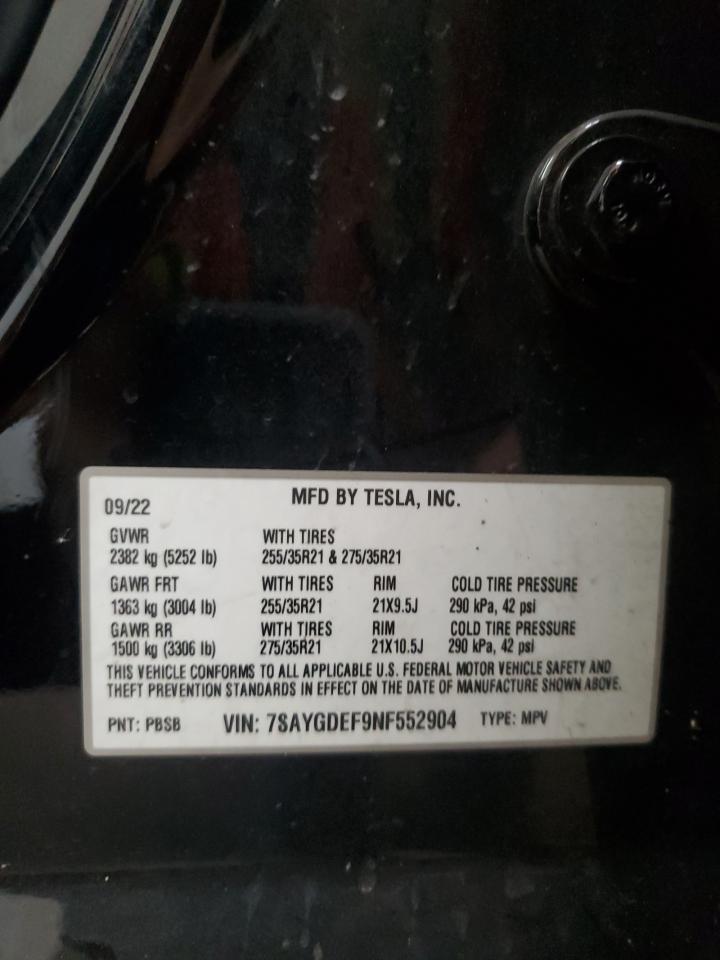 MFD BY TESLA, INC.
09/22
GVWR WITH TIRES
2382 kg (5252 lb) 255/35R21 & 275/35R21
GAWR FRT WITH TIRES RIM COLD TIRE PRESSURE
1363 kg (3004 lb) 255/35R21 21X9.5J 290 kPa, 42 psi
GAWR RR WITH TIRES RIM COLD TIRE PRESSURE
1500 kg (3306 lb) 275/35R21 21X10.5J 290 kPa, 42 psi
THIS VEHICLE CONFORMS TO ALL APPLICABLE U.S. FEDERAL MOTOR VEHICLE SAFETY AND
THEFT PREVENTION STANDARDS IN EFFECT ON THE DATE OF MANUFACTURE SHOWN ABOVE.
PNT: PBSB VIN: 7SAYGDEF9NF552904 TYPE: MPV